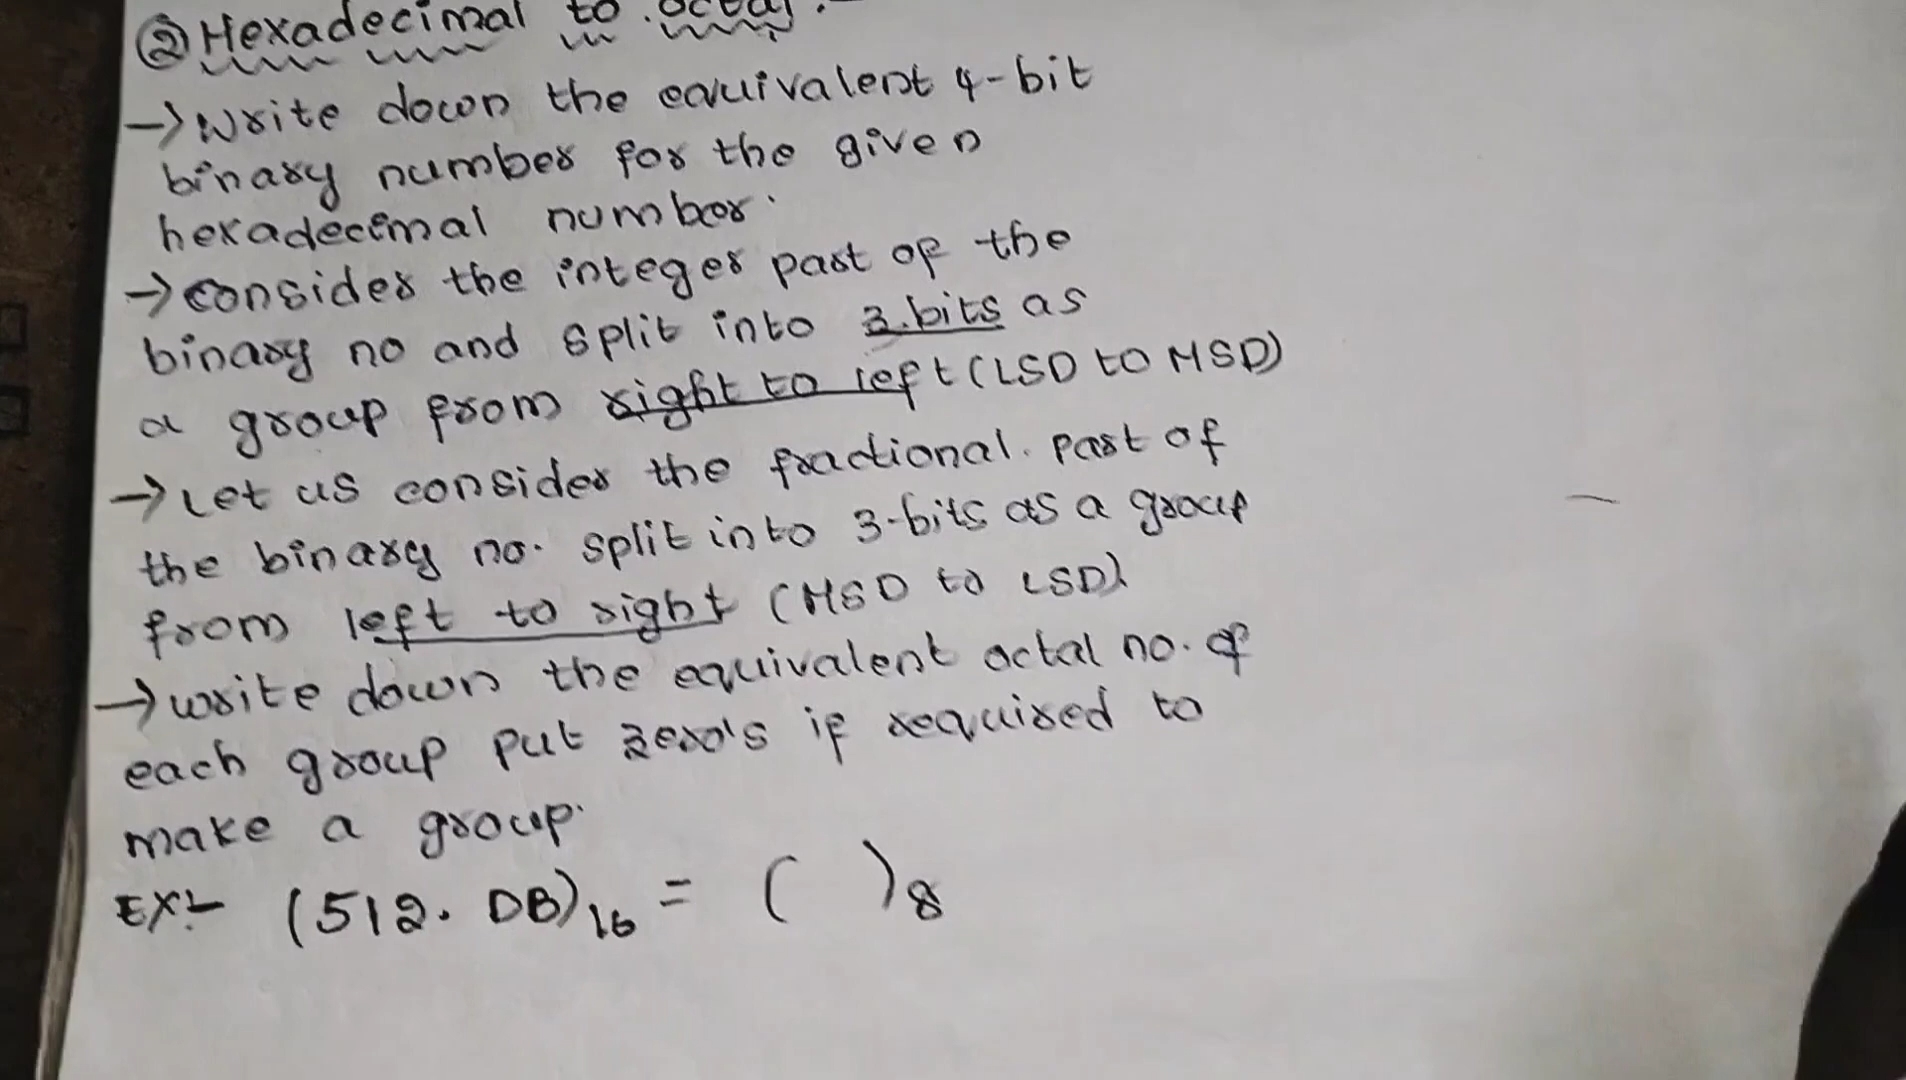 ② Hexadecimal to octal :-
→ write down the equivalent 4-bit
binary number for the given
hexadecimal number.
→ consider the integer part of the
binary no and split into 3.bits as
a group from right to left (LSD to MSD)
→ Let us consider the fractional. part of
the binary no. split into 3-bits as a group
from left to right (MSD to LSD)
→ write down the equivalent octal no. of
each group put zero's if required to
make a group.
EX:- (512. DB)16 = ( )8